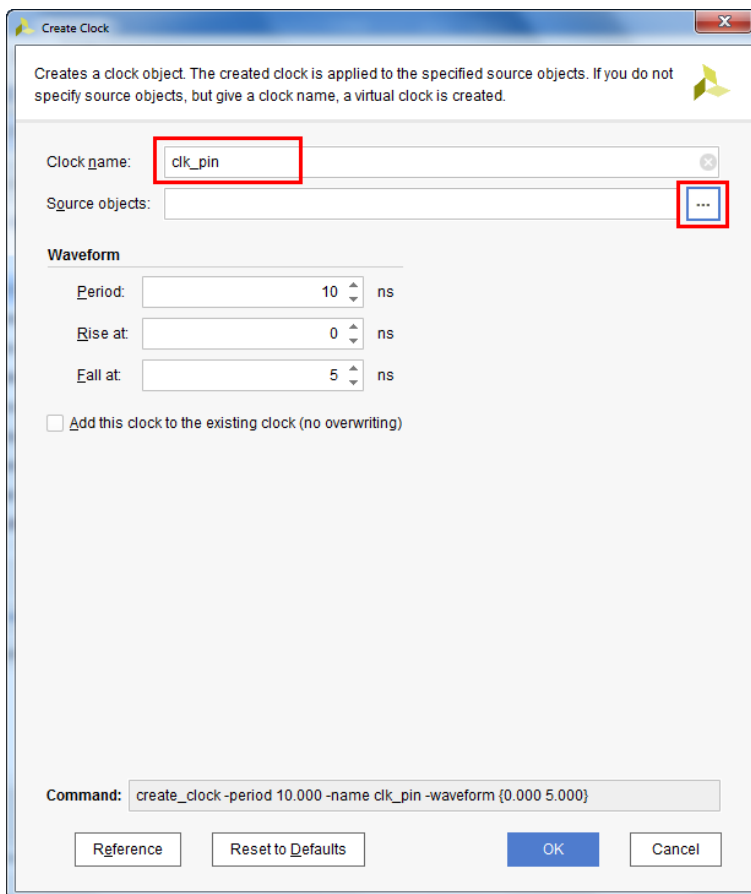 Create Clock
Creates a clock object. The created clock is applied to the specified source objects. If you do not
specify source objects, but give a clock name, a virtual clock is created.
Clock name: clk_pin
Source objects: ...
Waveform
Period: 10 ns
Rise at: 0 ns
Fall at: 5 ns
Add this clock to the existing clock (no overwriting)
Command: create_clock -period 10.000 -name clk_pin -waveform {0.000 5.000}
Reference Reset to Defaults OK Cancel